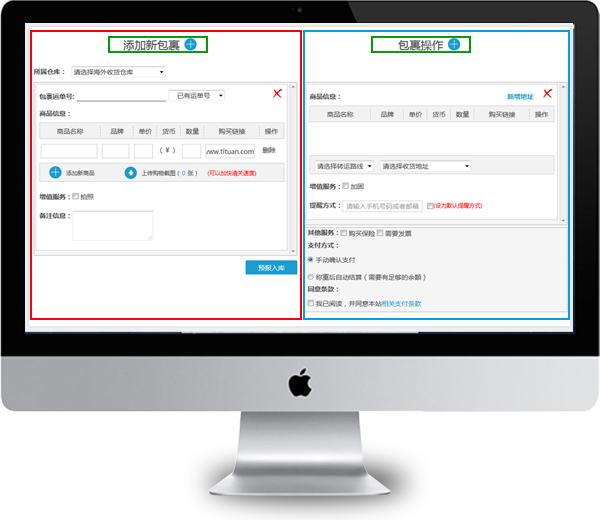 添加新包裹
所属仓库： 请选择海外收货仓库
包裹运单号: 已有运单号
商品信息：
商品名称 品牌 单价 货币 数量 购买链接 操作
（￥） www.tituan.com 删除
添加新商品 上传购物截图（0 张） (可以加快清关速度)
增值服务： 拍照
备注信息：
预报入库
包裹操作
商品信息： 新增地址
商品名称 品牌 单价 货币 数量 购买链接 操作
请选择转运路线 请选择收货地址
增值服务： 加固
提醒方式： 请输入手机号码或者邮箱 (设为默认提醒方式)
其他服务： 购买保险 需要发票
支付方式：
手动确认支付
称重后自动结算（需要有足够的余额）
同意条款：
我已阅读，并同意本站相关支付条款